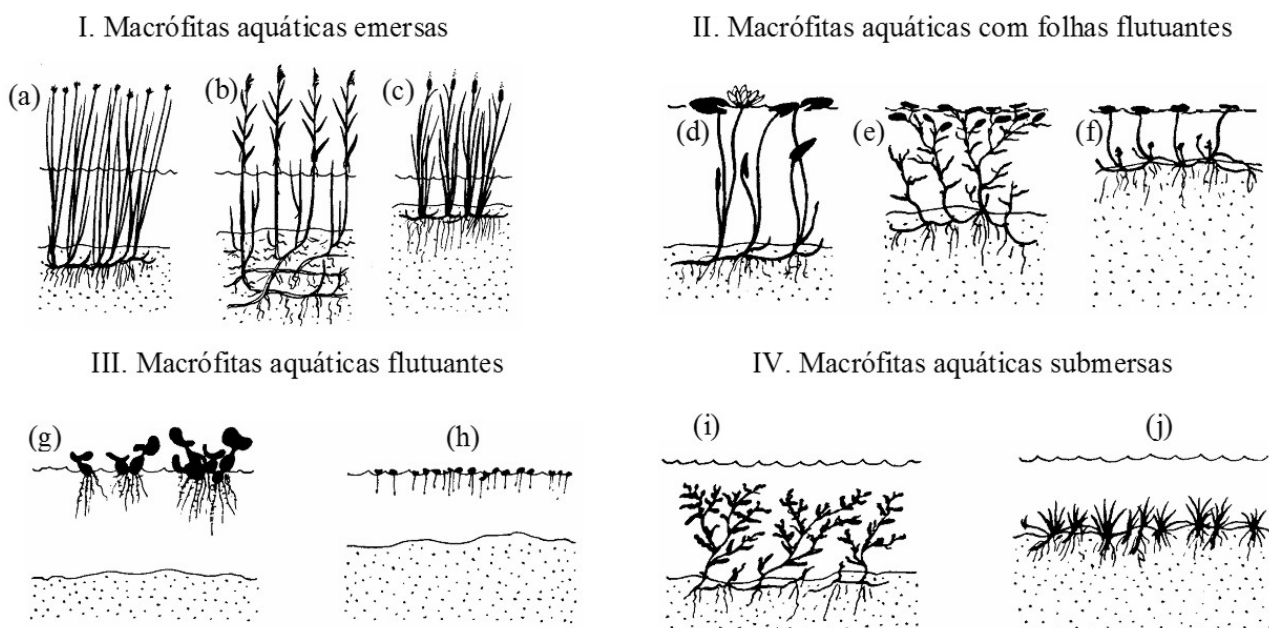 I. Macrófitas aquáticas emersas
(a)
(b)
(c)
II. Macrófitas aquáticas com folhas flutuantes
(d)
(e)
(f)
III. Macrófitas aquáticas flutuantes
(g)
(h)
IV. Macrófitas aquáticas submersas
(i)
(j)